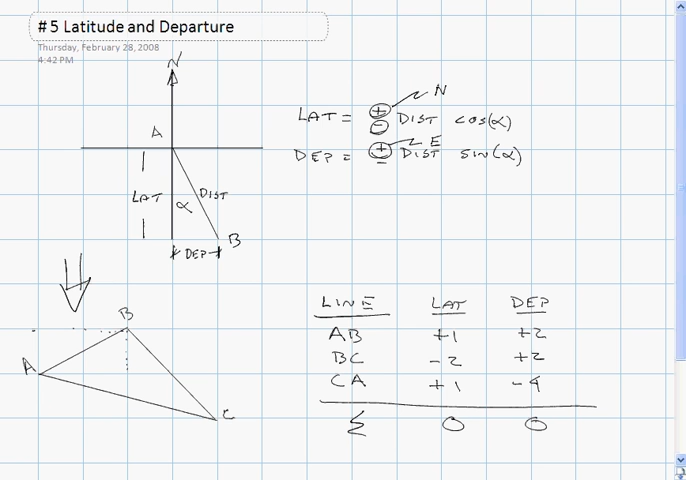 # 5 Latitude and Departure
Thursday, February 28, 2008
4:42 PM
N
A
LAT
DIST
α
B
DEP
LAT = + N
- DIST cos(α)
DEP = ± E DIST sin(α)
B
A
C
LINE LAT DEP
AB +1 +2
BC -2 +2
CA +1 -4
Σ 0 0